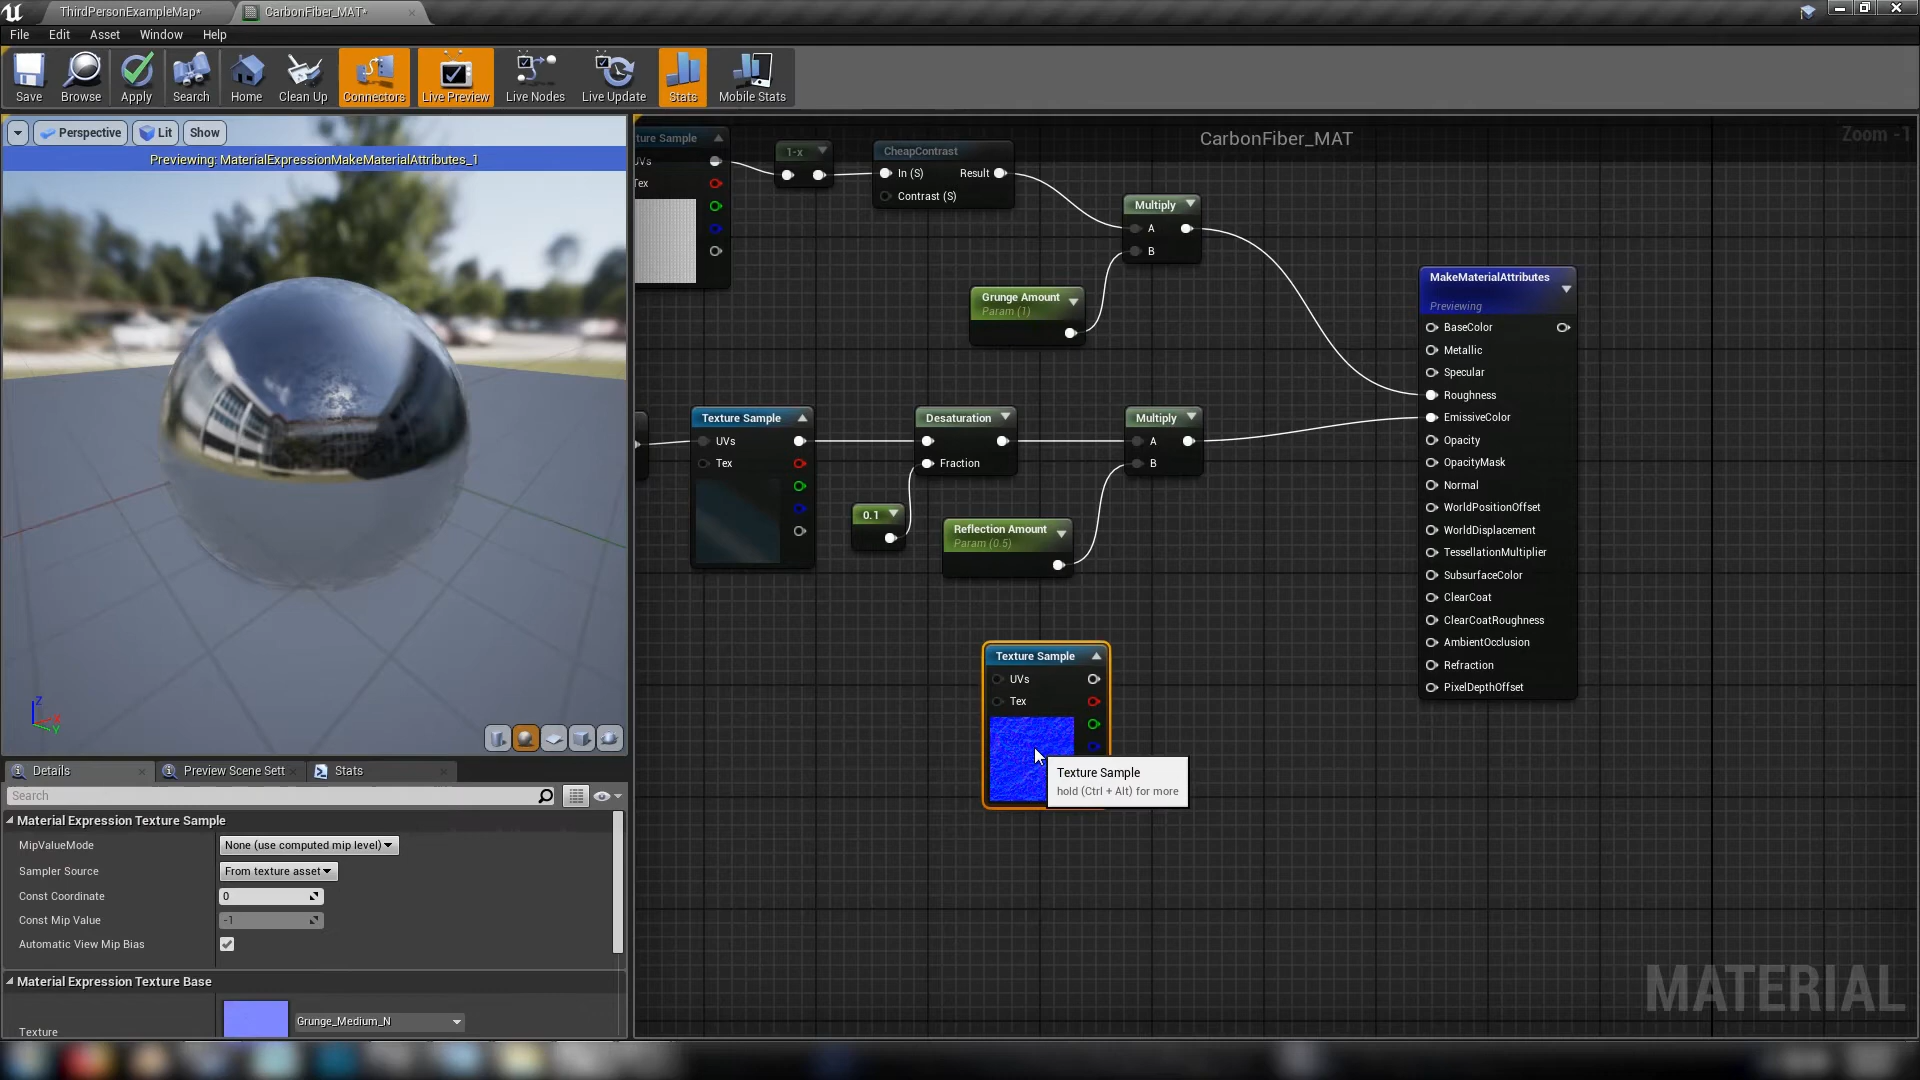 ThirdPersonExampleMap*
CarbonFiber_MAT*
File Edit Asset Window Help
Save Browse Apply Search Home Clean Up Connectors Live Preview Live Nodes Live Update Stats Mobile Stats
Perspective Lit Show
Previewing: MaterialExpressionMakeMaterialAttributes_1
CarbonFiber_MAT
Zoom -1
ture Sample
UVs
Tex
1-x
CheapContrast
In (S) Result
Contrast (S)
Multiply
A
B
Grunge Amount
Param (1)
MakeMaterialAttributes
Previewing
BaseColor
Metallic
Specular
Roughness
EmissiveColor
Opacity
OpacityMask
Normal
WorldPositionOffset
WorldDisplacement
TessellationMultiplier
SubsurfaceColor
ClearCoat
ClearCoatRoughness
AmbientOcclusion
Refraction
PixelDepthOffset
Texture Sample
UVs
Tex
Desaturation
Fraction
Multiply
A
B
0.1
Reflection Amount
Param (0.5)
Texture Sample
UVs
Tex
Texture Sample
hold (Ctrl + Alt) for more
Z
X
Y
Details
Preview Scene Sett
Stats
Search
Material Expression Texture Sample
MipValueMode None (use computed mip level)
Sampler Source From texture asset
Const Coordinate 0
Const Mip Value -1
Automatic View Mip Bias
Material Expression Texture Base
Texture
Grunge_Medium_N
MATERIAL